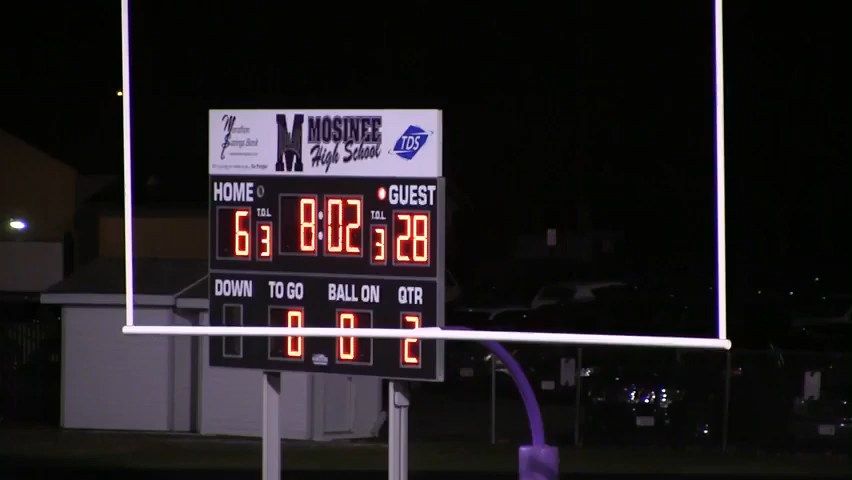 Marathon
Savings Bank
M MOSINEE
High School
TDS
HOME GUEST
T.O.L T.O.L
6 3 8:02 3 28
DOWN TO GO BALL ON QTR
0 0 2